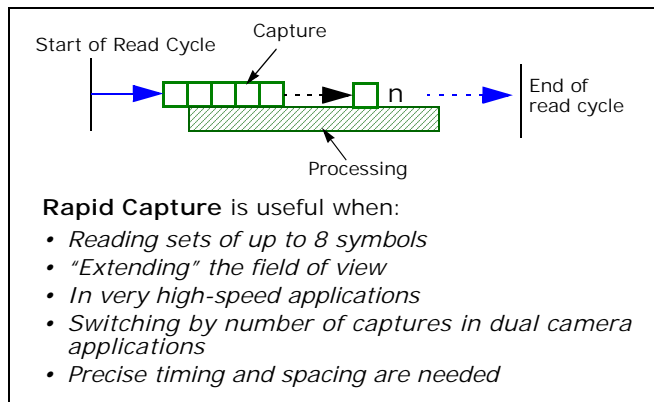 Start of Read Cycle
Capture
n
End of
read cycle
Processing
Rapid Capture is useful when:
• Reading sets of up to 8 symbols
• “Extending” the field of view
• In very high-speed applications
• Switching by number of captures in dual camera
applications
• Precise timing and spacing are needed